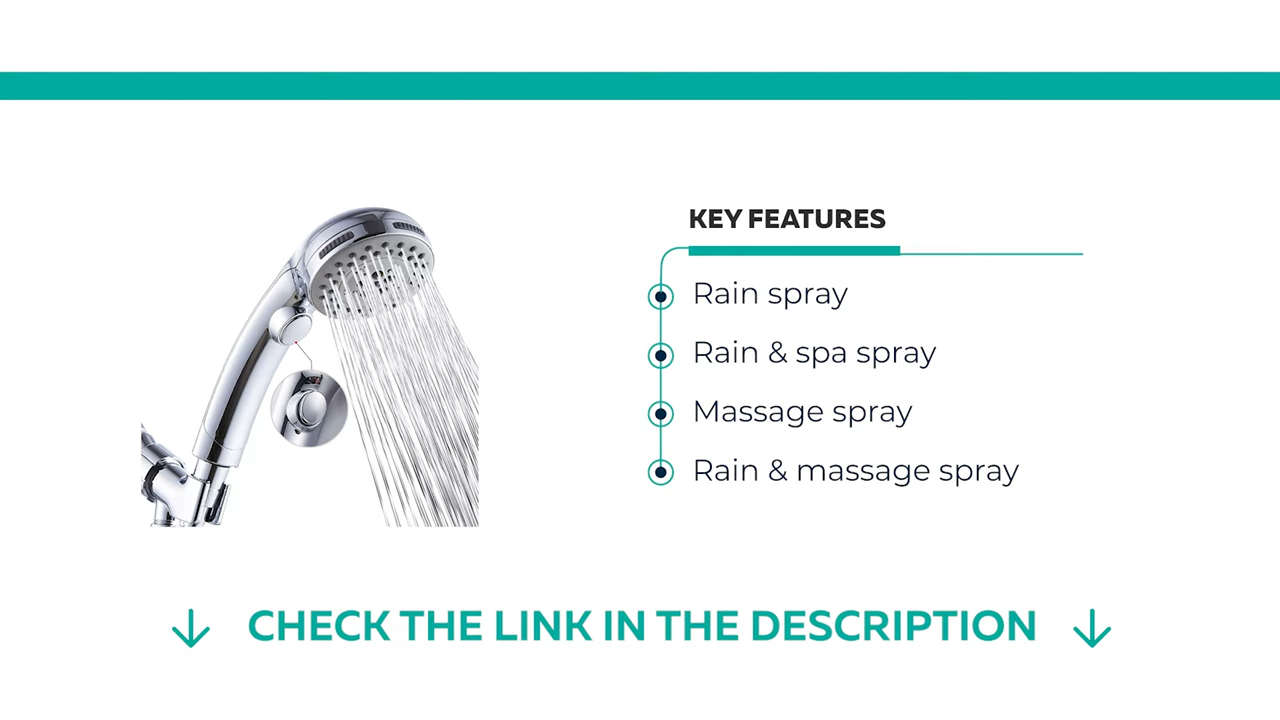 KEY FEATURES
Rain spray
Rain & spa spray
Massage spray
Rain & massage spray
CHECK THE LINK IN THE DESCRIPTION